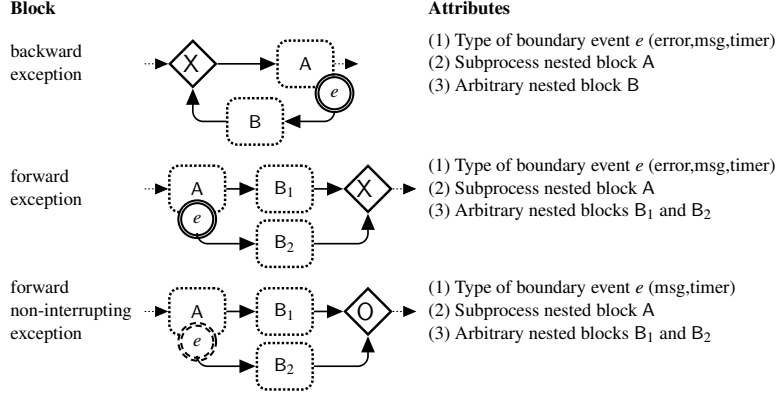 Block
Attributes
backward
exception
X
A
e
B
(1) Type of boundary event e (error,msg,timer)
(2) Subprocess nested block A
(3) Arbitrary nested block B
forward
exception
A
e
B₁
B₂
X
(1) Type of boundary event e (error,msg,timer)
(2) Subprocess nested block A
(3) Arbitrary nested blocks B₁ and B₂
forward
non-interrupting
exception
A
e
B₁
B₂
O
(1) Type of boundary event e (msg,timer)
(2) Subprocess nested block A
(3) Arbitrary nested blocks B₁ and B₂